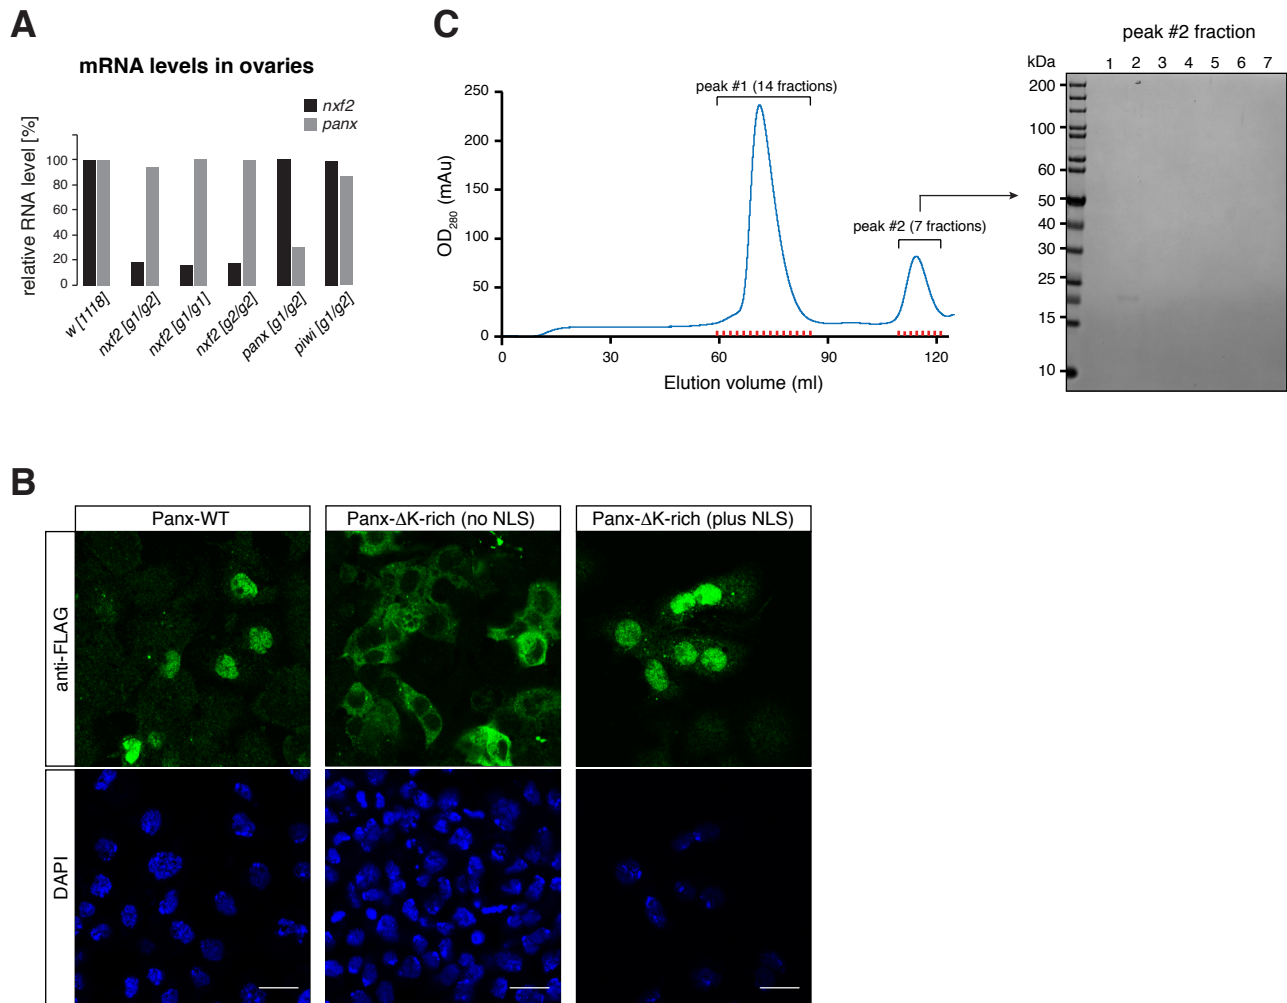 A
mRNA levels in ovaries
nxf2
panx
relative RNA level [%]
100
80
60
40
20
0
w [1118]
nxf2 [g1/g2]
nxf2 [g1/g1]
nxf2 [g2/g2]
panx [g1/g2]
piwi [g1/g2]
C
250
200
150
100
50
0
OD280 (mAu)
peak #1 (14 fractions)
peak #2 (7 fractions)
0 30 60 90 120
Elution volume (ml)
peak #2 fraction
kDa 1 2 3 4 5 6 7
200
100
60
50
40
30
25
15
10
B
Panx-WT
Panx-ΔK-rich (no NLS)
Panx-ΔK-rich (plus NLS)
anti-FLAG
DAPI